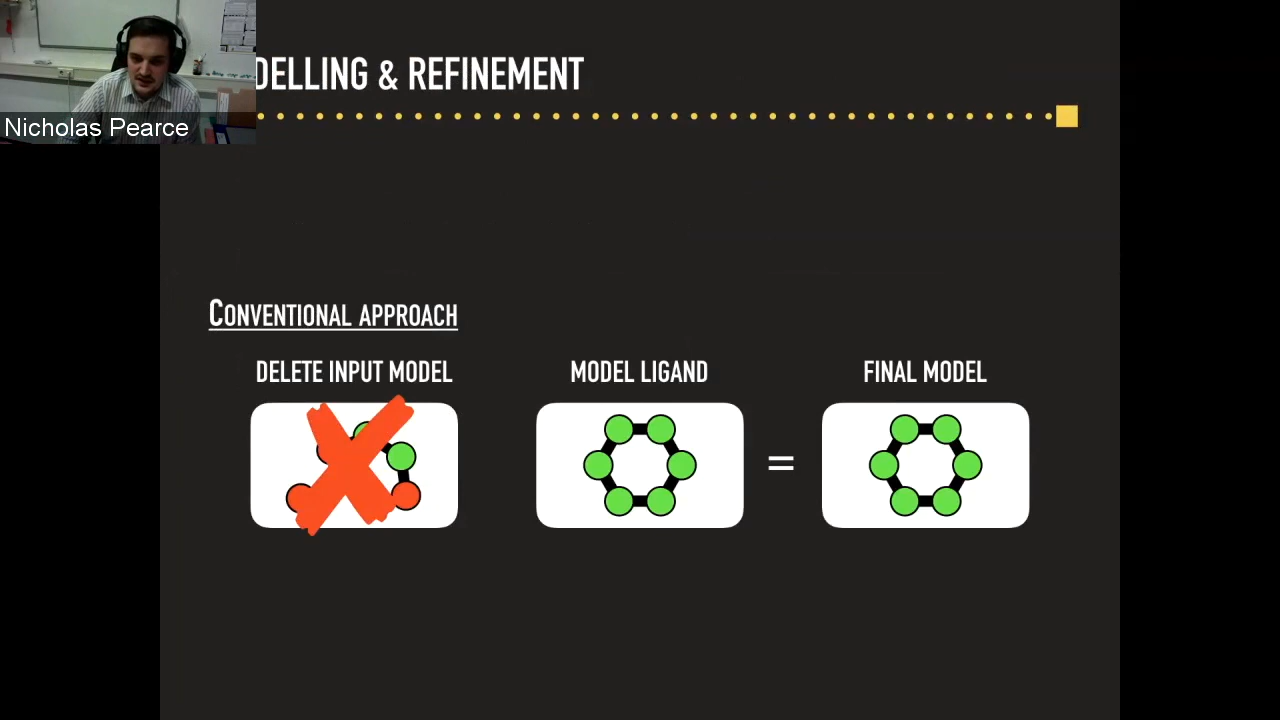 DELLING & REFINEMENT
Nicholas Pearce
CONVENTIONAL APPROACH
DELETE INPUT MODEL
MODEL LIGAND
FINAL MODEL
=